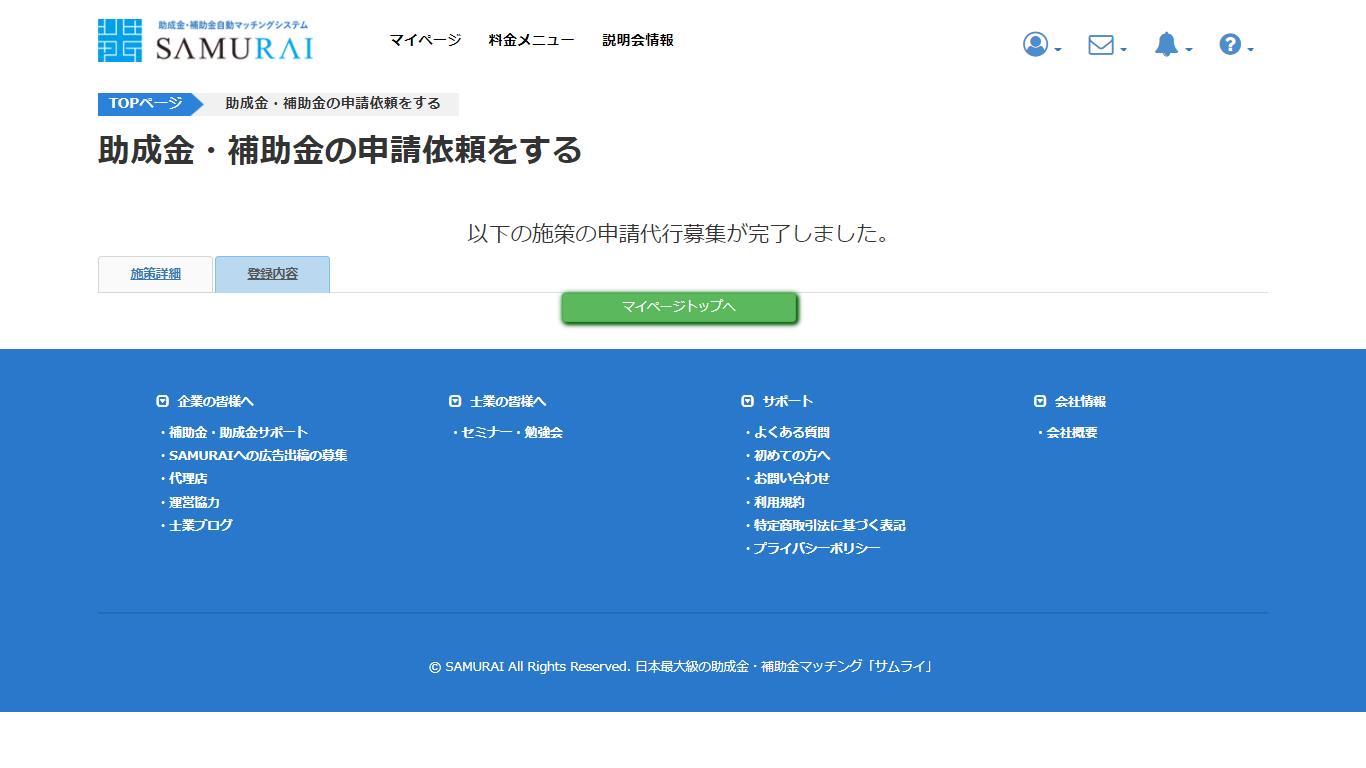 助成金・補助金自動マッチングシステム
SAMURAI
マイページ 料金メニュー 説明会情報
TOPページ 助成金・補助金の申請依頼をする
助成金・補助金の申請依頼をする
以下の施策の申請代行募集が完了しました。
施策詳細 登録内容
マイページトップへ
企業の皆様へ
・補助金・助成金サポート
・SAMURAIへの広告出稿の募集
・代理店
・運営協力
・士業ブログ
士業の皆様へ
・セミナー・勉強会
サポート
・よくある質問
・初めての方へ
・お問い合わせ
・利用規約
・特定商取引法に基づく表記
・プライバシーポリシー
会社情報
・会社概要
© SAMURAI All Rights Reserved. 日本最大級の助成金・補助金マッチング「サムライ」